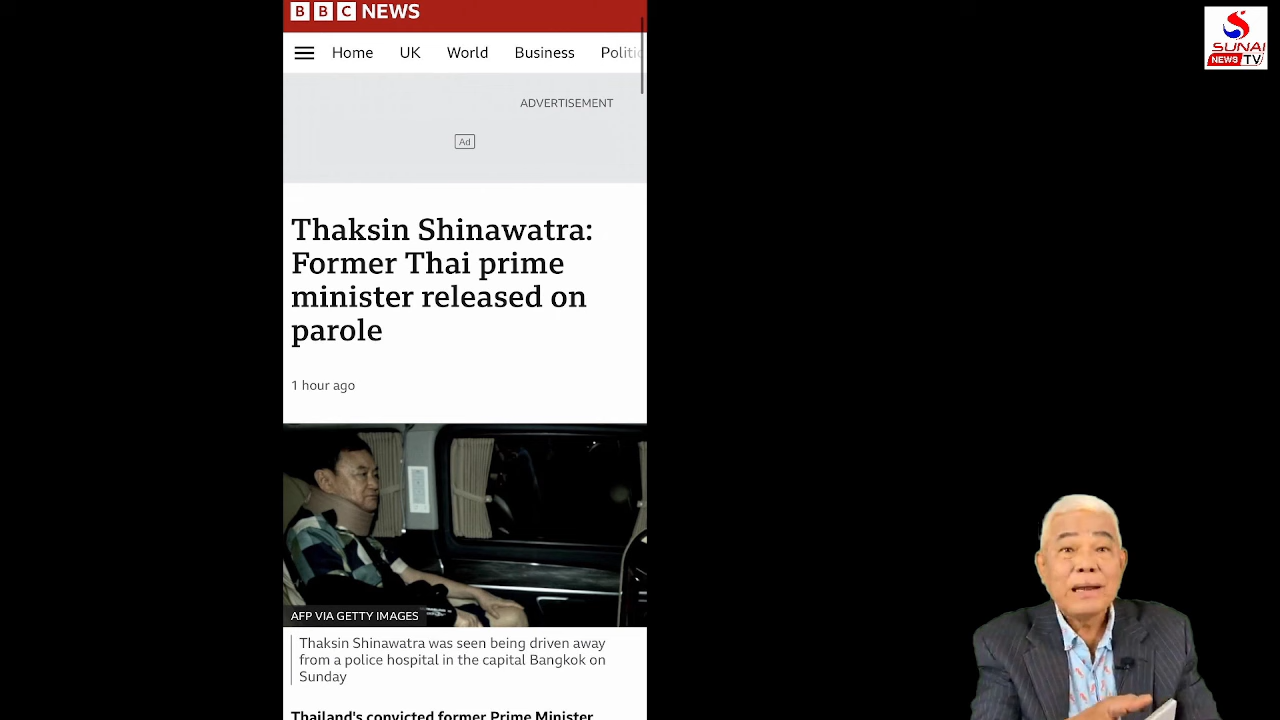 BBC NEWS
Home UK World Business Politic
ADVERTISEMENT
Ad
Thaksin Shinawatra:
Former Thai prime
minister released on
parole
1 hour ago
AFP VIA GETTY IMAGES
Thaksin Shinawatra was seen being driven away
from a police hospital in the capital Bangkok on
Sunday
Thailand's convicted former Prime Minister
SUNAI
NEWS TV